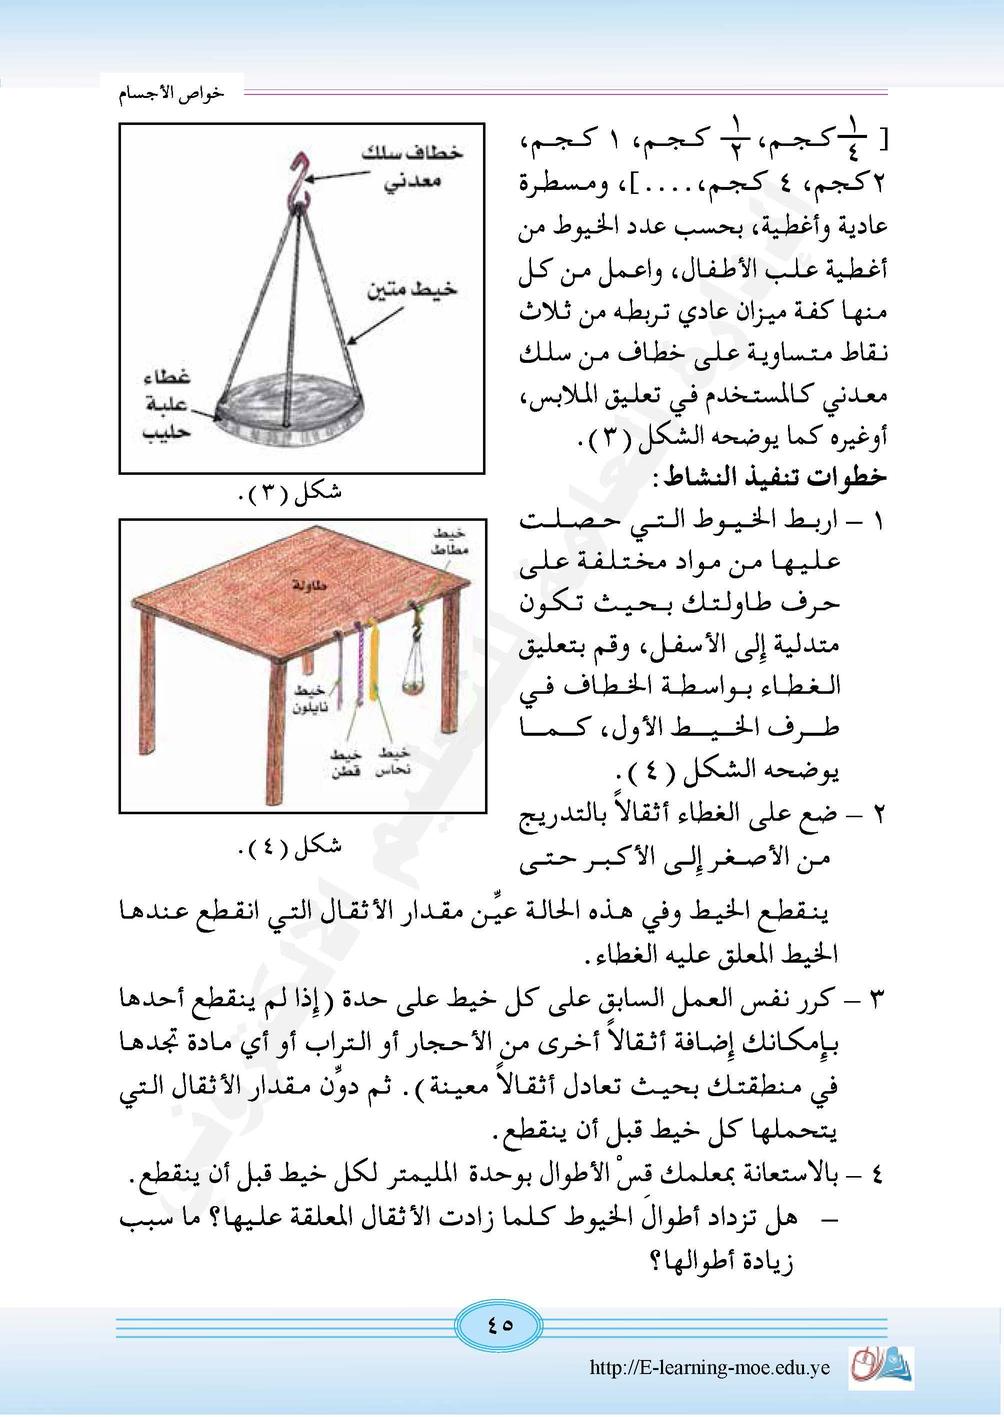 خواص الأجسام
[ ١/٤ كجم، ١/٢ كجم، ١ كجم،
٢ كجم، ٤ كجم، .... ]، ومسطرة
عادية وأغطية، بحسب عدد الخيوط من
أغطية علب الأطفال، واعمل من كل
منها كفة ميزان عادي تربطه من ثلاث
نقاط متساوية على خطاف من سلك
معدني كالمستخدم في تعليق الملابس،
أوغيره كما يوضحه الشكل (٣).
خطاف سلك
معدني
خيط متين
غطاء
علبة
حليب
شكل (٣).
خطوات تنفيذ النشاط:
١ – اربط الخيوط التي حصلت
عليها من مواد مختلفة على
حرف طاولتك بحيث تكون
متدلية إلى الأسفل، وقم بتعليق
الغطاء بواسطة الخطاف في
طرف الخيط الأول، كما
يوضحه الشكل (٤).
خيط
مطاط
طاولة
خيط
نايلون
خيط
قطن
خيط
نحاس
شكل (٤).
٢ – ضع على الغطاء أثقالاً بالتدريج
من الأصغر إلى الأكبر حتى
ينقطع الخيط وفي هذه الحالة عيِّن مقدار الأثقال التي انقطع عندها
الخيط المعلق عليه الغطاء.
٣ – كرر نفس العمل السابق على كل خيط على حدة (إذا لم ينقطع أحدها
بإمكانك إضافة أثقالاً أخرى من الأحجار أو التراب أو أي مادة تجدها
في منطقتك بحيث تعادل أثقالاً معينة). ثم دوِّن مقدار الأثقال التي
يتحملها كل خيط قبل أن ينقطع.
٤ – بالاستعانة بمعلمك قِسْ الأطوال بوحدة المليمتر لكل خيط قبل أن ينقطع.
– هل تزداد أطوال الخيوط كلما زادت الأثقال المعلقة عليها؟ ما سبب
زيادة أطوالها؟
٤٥
http://E-learning-moe.edu.ye
الإدارة العامة للتعليم الالكتروني